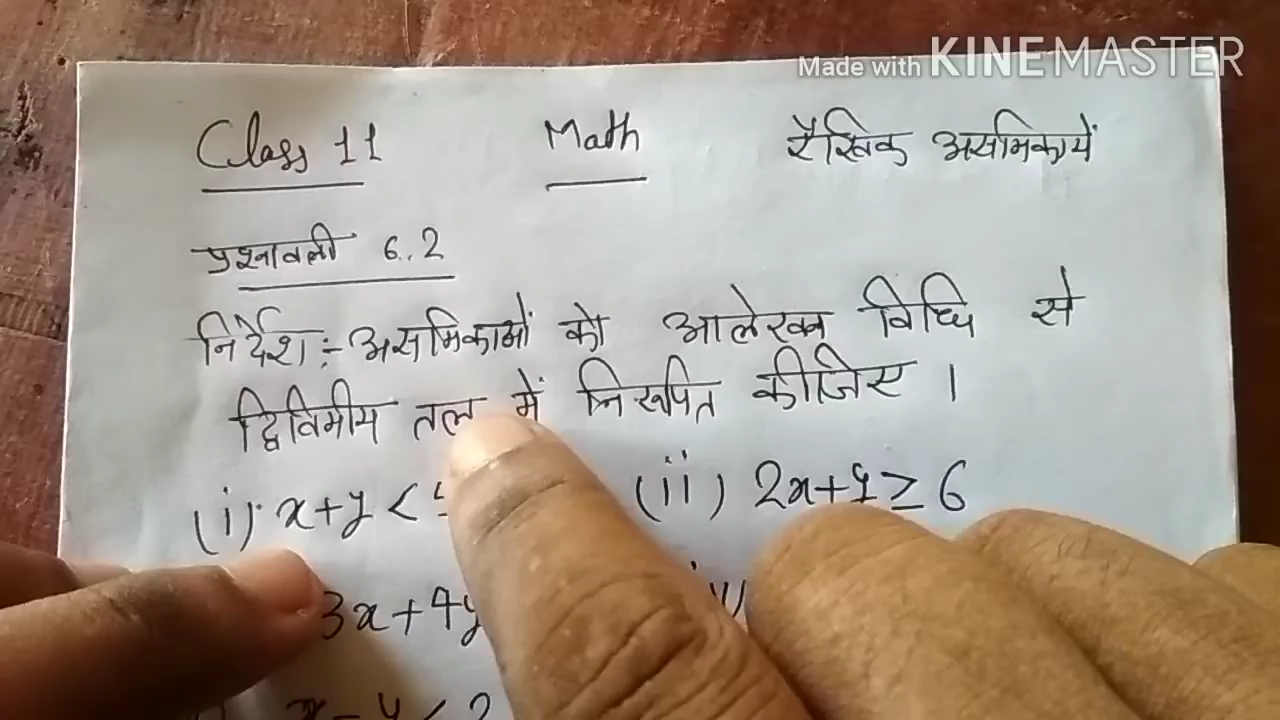 Made with KINEMASTER
Class 11 Math रैखिक असमिकायें
प्रश्नावली 6.2
निर्देश :- असमिकाओं को आलेखन विधि से
द्विविमीय तल में निरूपित कीजिए ।
(i) x+y < (ii) 2x+y ≥ 6
3x+4y
x-y < 2